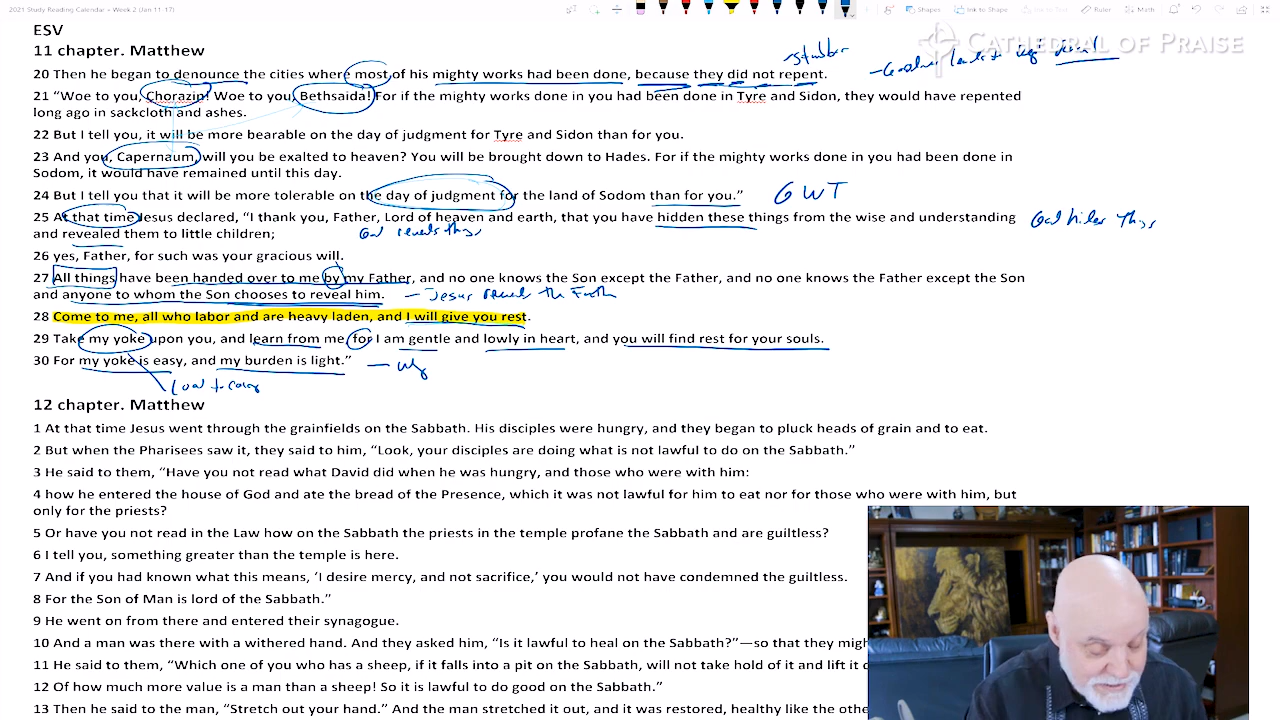 2021 Study Reading Calendar – Week 2 (Jan 11-17)
Shapes Ink to Shape Ink to Text Ruler Math
CATHEDRAL OF PRAISE
ESV
11 chapter. Matthew
20 Then he began to denounce the cities where most of his mighty works had been done, because they did not repent.
21 “Woe to you, Chorazin! Woe to you, Bethsaida! For if the mighty works done in you had been done in Tyre and Sidon, they would have repented
long ago in sackcloth and ashes.
22 But I tell you, it will be more bearable on the day of judgment for Tyre and Sidon than for you.
23 And you, Capernaum, will you be exalted to heaven? You will be brought down to Hades. For if the mighty works done in you had been done in
Sodom, it would have remained until this day.
24 But I tell you that it will be more tolerable on the day of judgment for the land of Sodom than for you.” GWT
25 At that time Jesus declared, “I thank you, Father, Lord of heaven and earth, that you have hidden these things from the wise and understanding God hides things
and revealed them to little children; God reveals things
26 yes, Father, for such was your gracious will.
27 All things have been handed over to me by my Father, and no one knows the Son except the Father, and no one knows the Father except the Son
and anyone to whom the Son chooses to reveal him. – Jesus reveal the Father
28 Come to me, all who labor and are heavy laden, and I will give you rest.
29 Take my yoke upon you, and learn from me, for I am gentle and lowly in heart, and you will find rest for your souls.
30 For my yoke is easy, and my burden is light.” –
Load to carry
12 chapter. Matthew
1 At that time Jesus went through the grainfields on the Sabbath. His disciples were hungry, and they began to pluck heads of grain and to eat.
2 But when the Pharisees saw it, they said to him, “Look, your disciples are doing what is not lawful to do on the Sabbath.”
3 He said to them, “Have you not read what David did when he was hungry, and those who were with him:
4 how he entered the house of God and ate the bread of the Presence, which it was not lawful for him to eat nor for those who were with him, but
only for the priests?
5 Or have you not read in the Law how on the Sabbath the priests in the temple profane the Sabbath and are guiltless?
6 I tell you, something greater than the temple is here.
7 And if you had known what this means, ‘I desire mercy, and not sacrifice,’ you would not have condemned the guiltless.
8 For the Son of Man is lord of the Sabbath.”
9 He went on from there and entered their synagogue.
10 And a man was there with a withered hand. And they asked him, “Is it lawful to heal on the Sabbath?”—so that they migh
11 He said to them, “Which one of you who has a sheep, if it falls into a pit on the Sabbath, will not take hold of it and lift it o
12 Of how much more value is a man than a sheep! So it is lawful to do good on the Sabbath.”
13 Then he said to the man, “Stretch out your hand.” And the man stretched it out, and it was restored, healthy like the othe